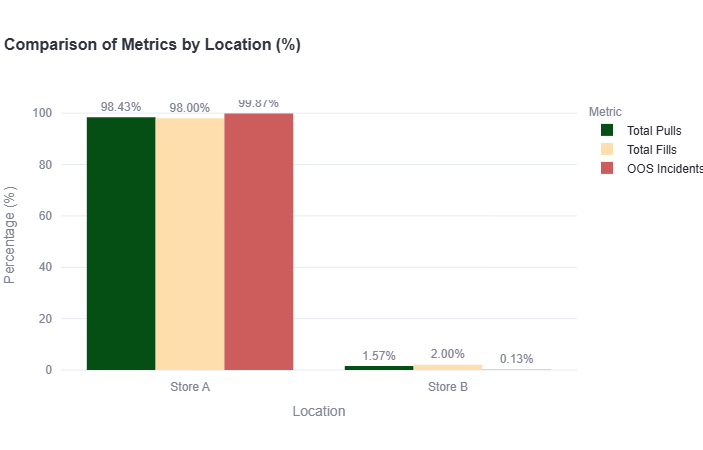 Comparison of Metrics by Location (%)
98.43%
98.00%
99.87%
100
80
60
40
20
0
Percentage (%)
1.57%
2.00%
0.13%
Store A
Store B
Location
Metric
Total Pulls
Total Fills
OOS Incidents